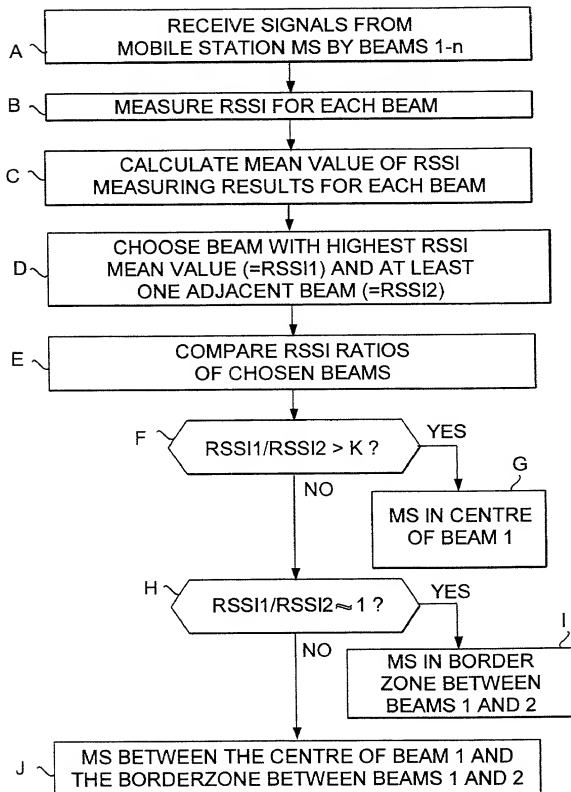 A
RECEIVE SIGNALS FROM
MOBILE STATION MS BY BEAMS 1-n
B
MEASURE RSSI FOR EACH BEAM
C
CALCULATE MEAN VALUE OF RSSI
MEASURING RESULTS FOR EACH BEAM
D
CHOOSE BEAM WITH HIGHEST RSSI
MEAN VALUE (=RSSI1) AND AT LEAST
ONE ADJACENT BEAM (=RSSI2)
E
COMPARE RSSI RATIOS
OF CHOSEN BEAMS
F
RSSI1/RSSI2 > K ?
YES
NO
G
MS IN CENTRE
OF BEAM 1
H
RSSI1/RSSI2 ≈ 1 ?
YES
NO
I
MS IN BORDER
ZONE BETWEEN
BEAMS 1 AND 2
J
MS BETWEEN THE CENTRE OF BEAM 1 AND
THE BORDERZONE BETWEEN BEAMS 1 AND 2